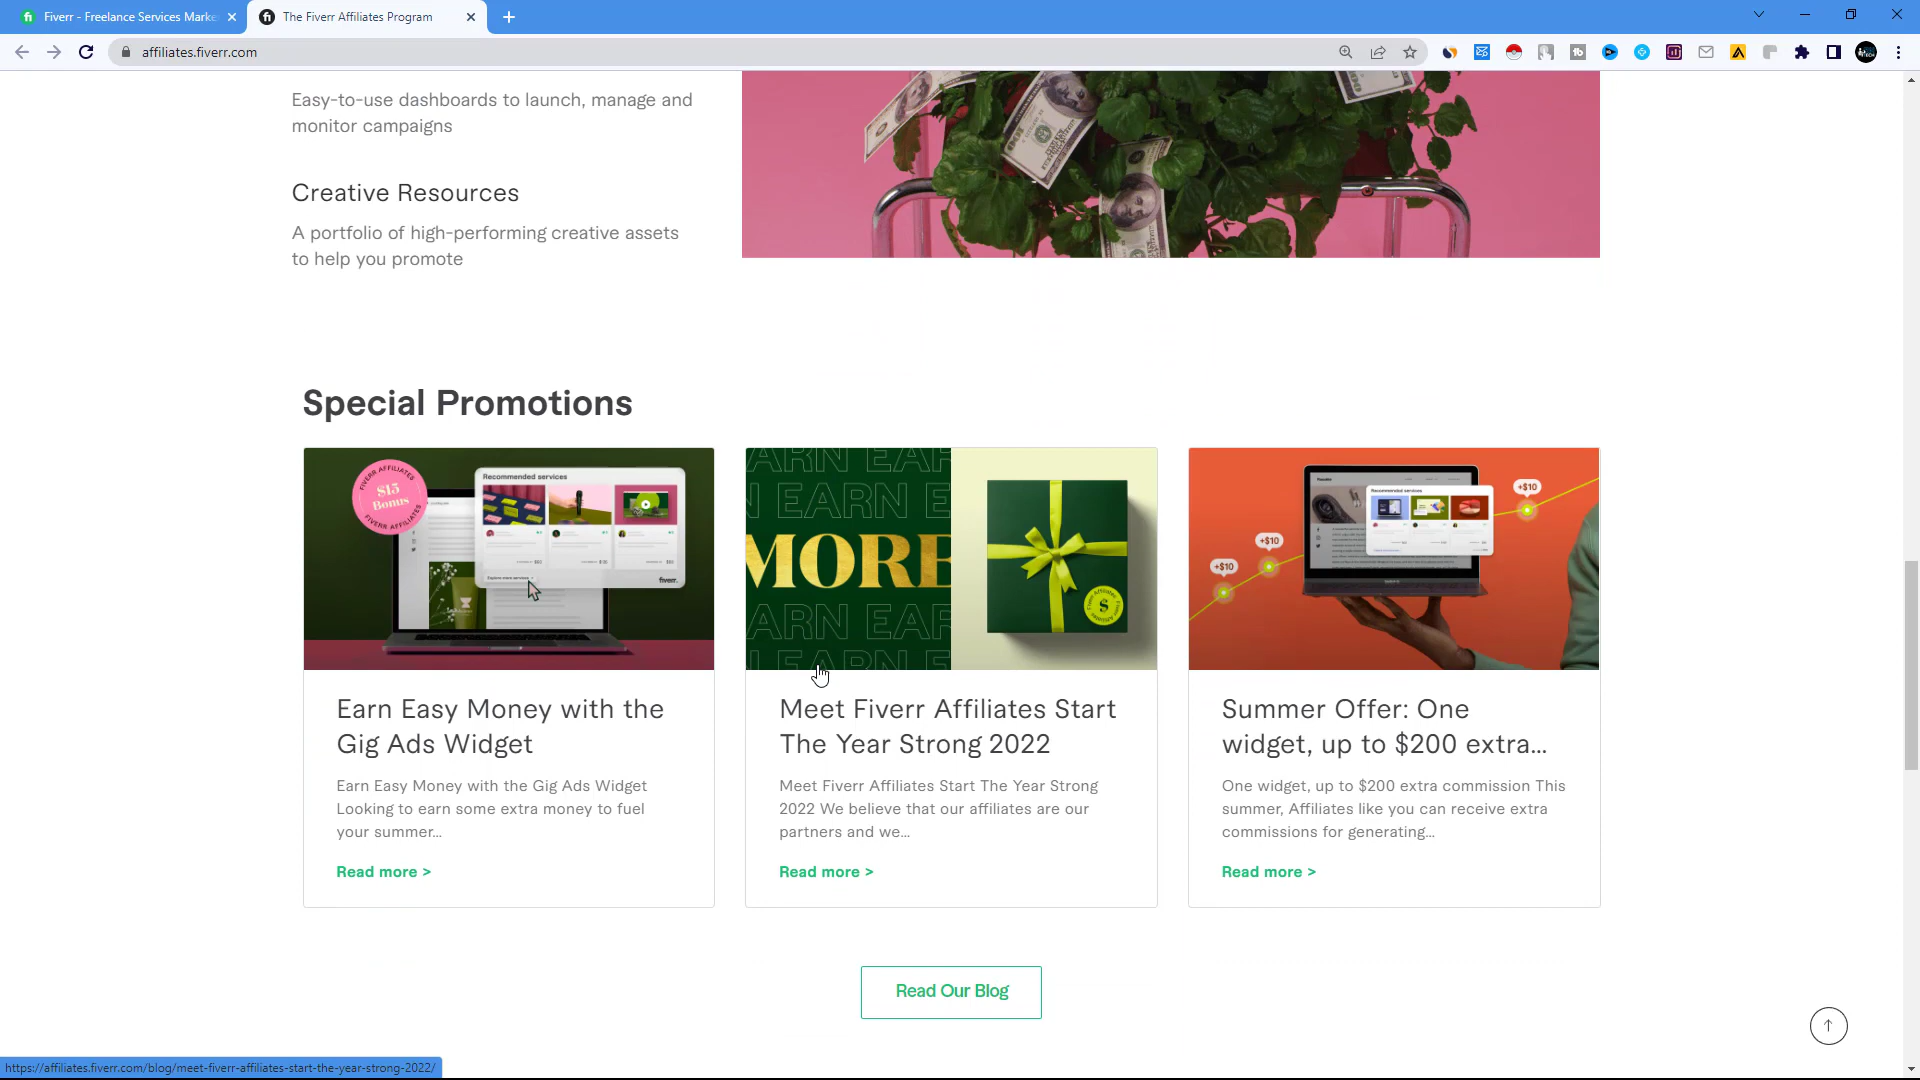 Fiverr - Freelance Services Marke
The Fiverr Affiliates Program
affiliates.fiverr.com
Easy-to-use dashboards to launch, manage and
monitor campaigns
Creative Resources
A portfolio of high-performing creative assets
to help you promote
Special Promotions
FIVERR AFFILIATES
$15
Bonus
FIVERR AFFILIATES
Recommended services
Explore more services
fiverr.
ARN EAR
EARN
MORE
ARN EAR
EARN E
Fiverr Affiliates
$
Recommended services
+$10
+$10
+$10
Earn Easy Money with the
Gig Ads Widget
Earn Easy Money with the Gig Ads Widget
Looking to earn some extra money to fuel
your summer...
Read more >
Meet Fiverr Affiliates Start
The Year Strong 2022
Meet Fiverr Affiliates Start The Year Strong
2022 We believe that our affiliates are our
partners and we...
Read more >
Summer Offer: One
widget, up to $200 extra...
One widget, up to $200 extra commission This
summer, Affiliates like you can receive extra
commissions for generating...
Read more >
Read Our Blog
https://affiliates.fiverr.com/blog/meet-fiverr-affiliates-start-the-year-strong-2022/